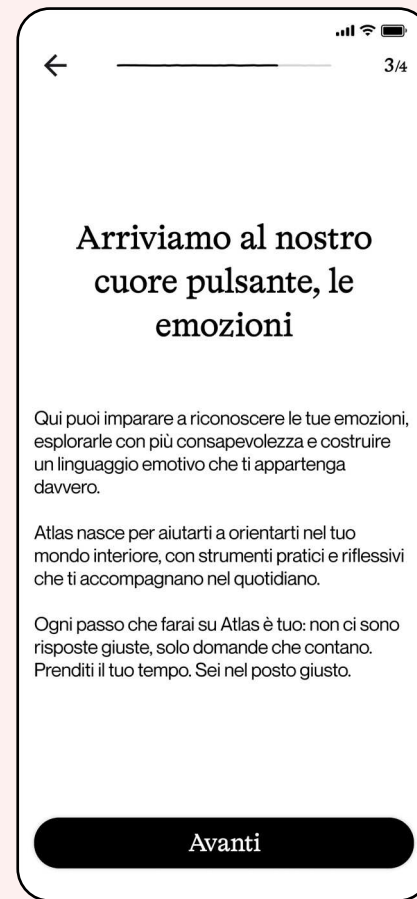 3/4
Arriviamo al nostro
cuore pulsante, le
emozioni
Qui puoi imparare a riconoscere le tue emozioni,
esplorarle con più consapevolezza e costruire
un linguaggio emotivo che ti appartenga
davvero.
Atlas nasce per aiutarti a orientarti nel tuo
mondo interiore, con strumenti pratici e riflessivi
che ti accompagnano nel quotidiano.
Ogni passo che farai su Atlas è tuo: non ci sono
risposte giuste, solo domande che contano.
Prenditi il tuo tempo. Sei nel posto giusto.
Avanti